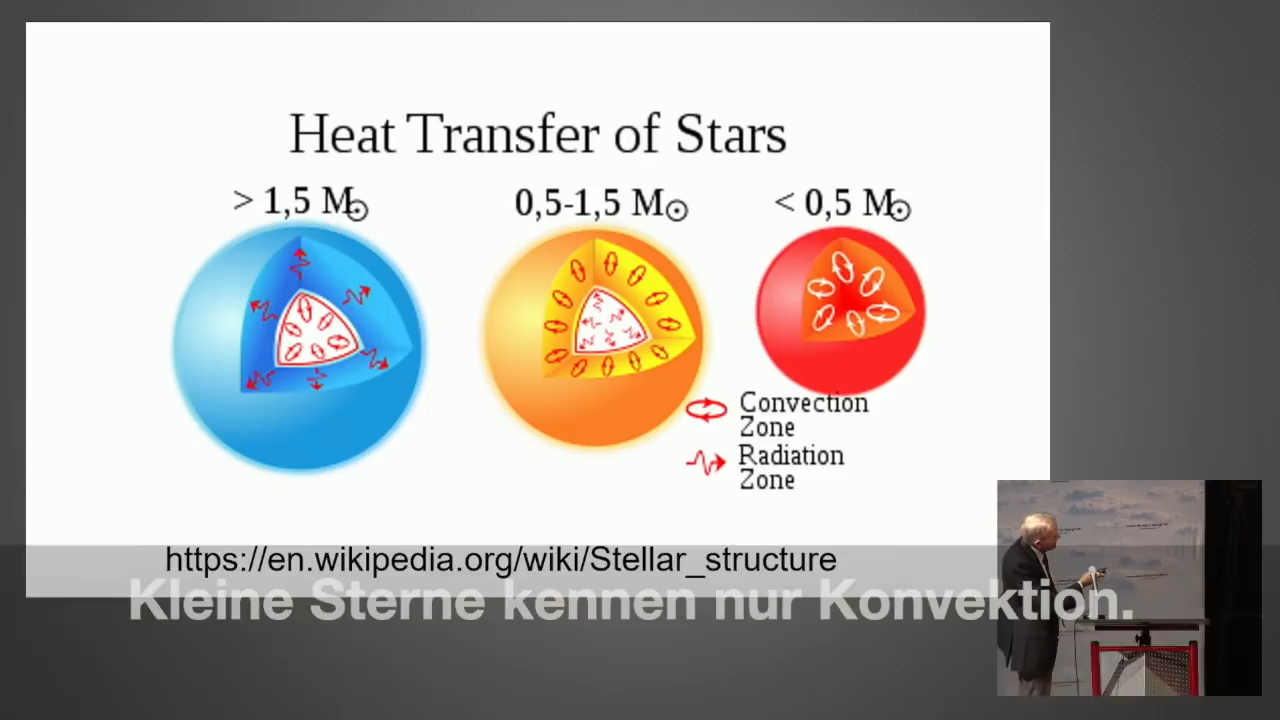 Heat Transfer of Stars
> 1,5 M☉
0,5-1,5 M☉
< 0,5 M☉
Convection
Zone
Radiation
Zone
https://en.wikipedia.org/wiki/Stellar_structure
Kleine Sterne kennen nur Konvektion.